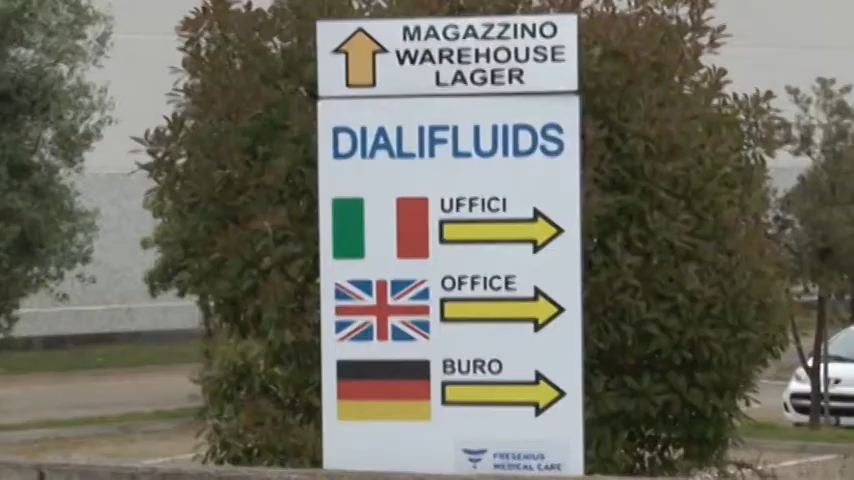 MAGAZZINO
WAREHOUSE
LAGER
DIALIFLUIDS
UFFICI
OFFICE
BURO
FRESENIUS
MEDICAL CARE